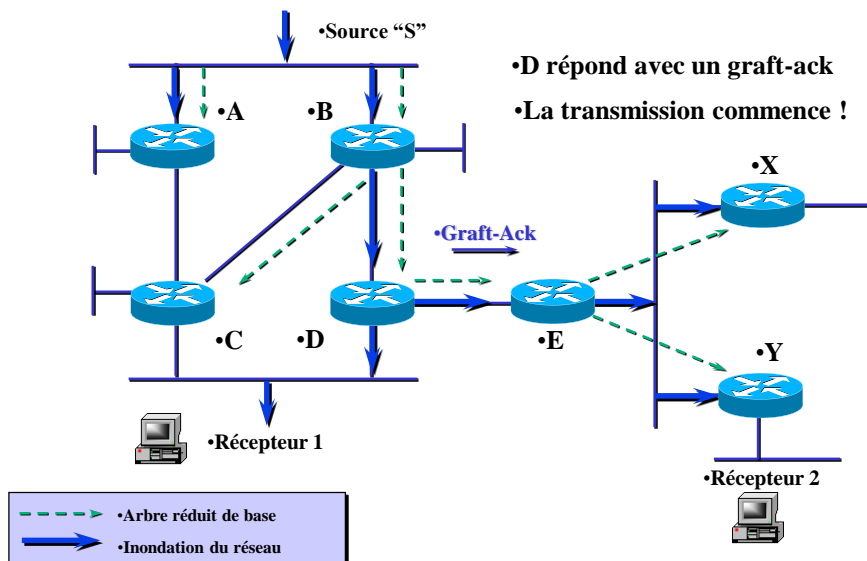 •Source “S”
•D répond avec un graft-ack
•La transmission commence !
•A
•B
•X
•Graft-Ack
•C
•D
•E
•Y
•Récepteur 1
•Récepteur 2
•Arbre réduit de base
•Inondation du réseau